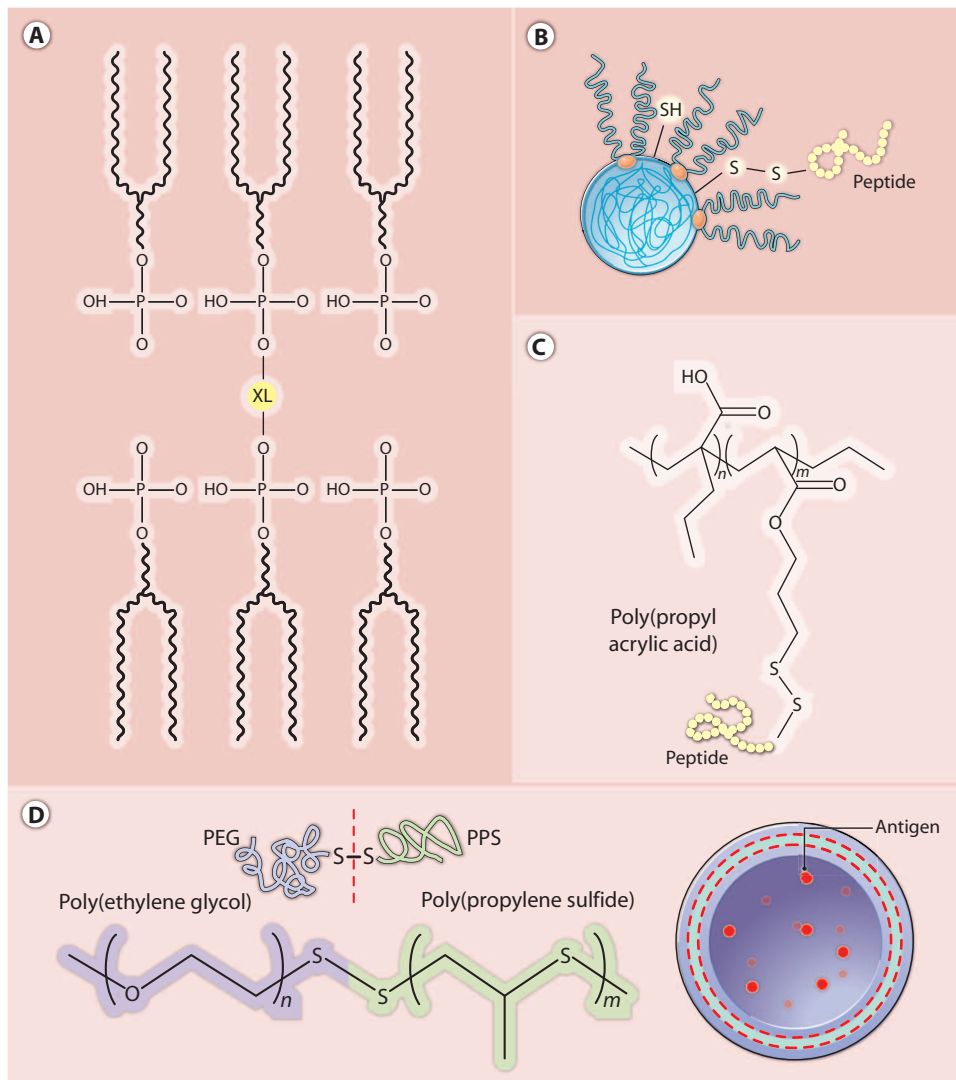 A
O O O
OH P O HO P O HO P O
O O O
XL
O O O
OH P O HO P O HO P O
O O O
B
SH
S S
Peptide
C
HO
O
n m
O
O
Poly(propyl
acrylic acid)
S
S
Peptide
D
PEG S S PPS
Antigen
Poly(ethylene glycol) Poly(propylene sulfide)
S S
O n S m